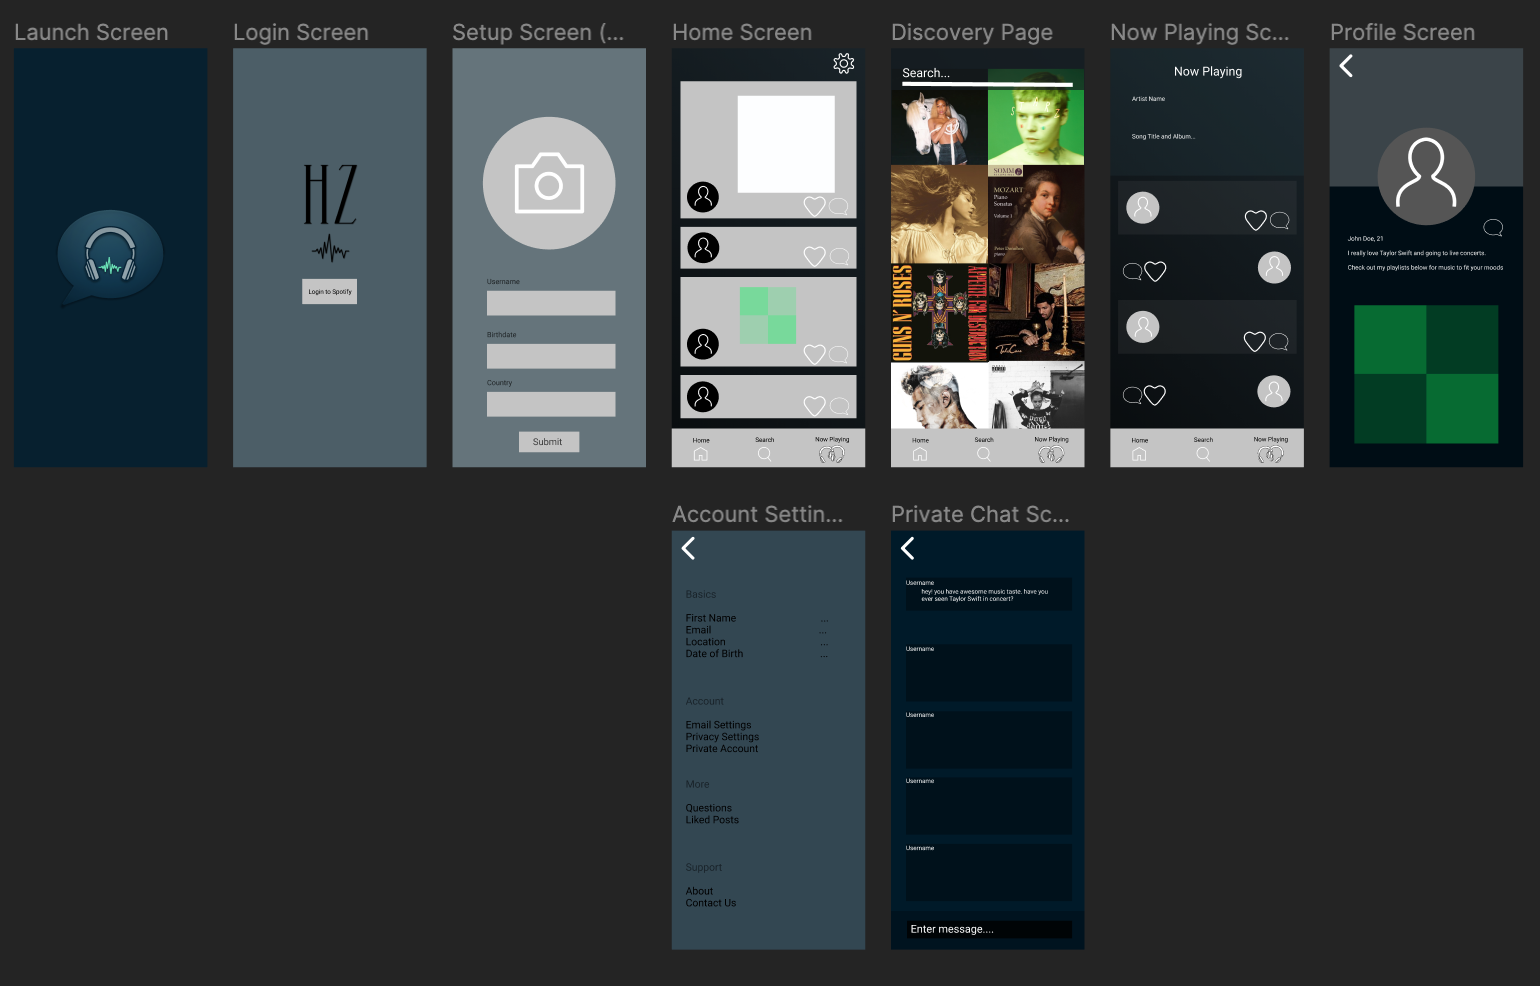 Launch Screen
Login Screen
Setup Screen (...
Home Screen
Discovery Page
Now Playing Sc...
Profile Screen
HZ
Login to Spotify
Username
Birthdate
Country
Submit
Home
Search
Now Playing
Search...
SOMM
MOZART
Piano
Sonatas
Volume 1
piano
GUNS N' ROSES
APPETITE FOR DESTRUCTION
Home
Search
Now Playing
Now Playing
Artist Name
Song Title and Album...
Home
Search
Now Playing
John Doe, 21
I really love Taylor Swift and going to live concerts.
Check out my playlists below for music to fit your moods
Account Settin...
Private Chat Sc...
Basics
First Name ...
Email ...
Location ...
Date of Birth ...
Account
Email Settings
Privacy Settings
Private Account
More
Questions
Liked Posts
Support
About
Contact Us
Username
hey! you have awesome music taste. have you
ever seen Taylor Swift in concert?
Username
Username
Username
Username
Enter message....